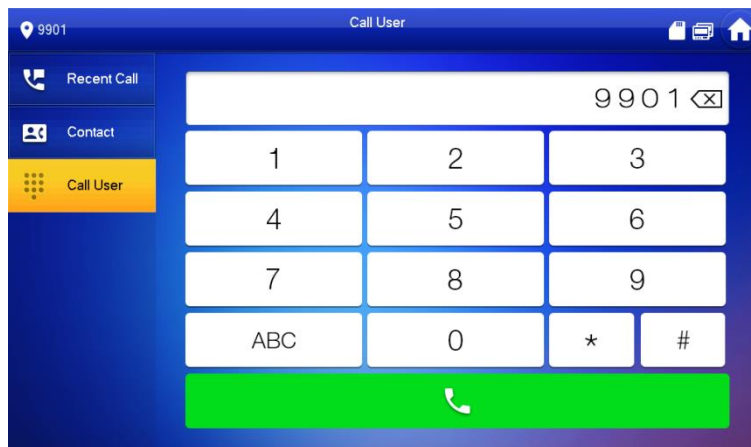 9901 Call User
Recent Call
9901
Contact
1 2 3
Call User
4 5 6
7 8 9
ABC 0 * #